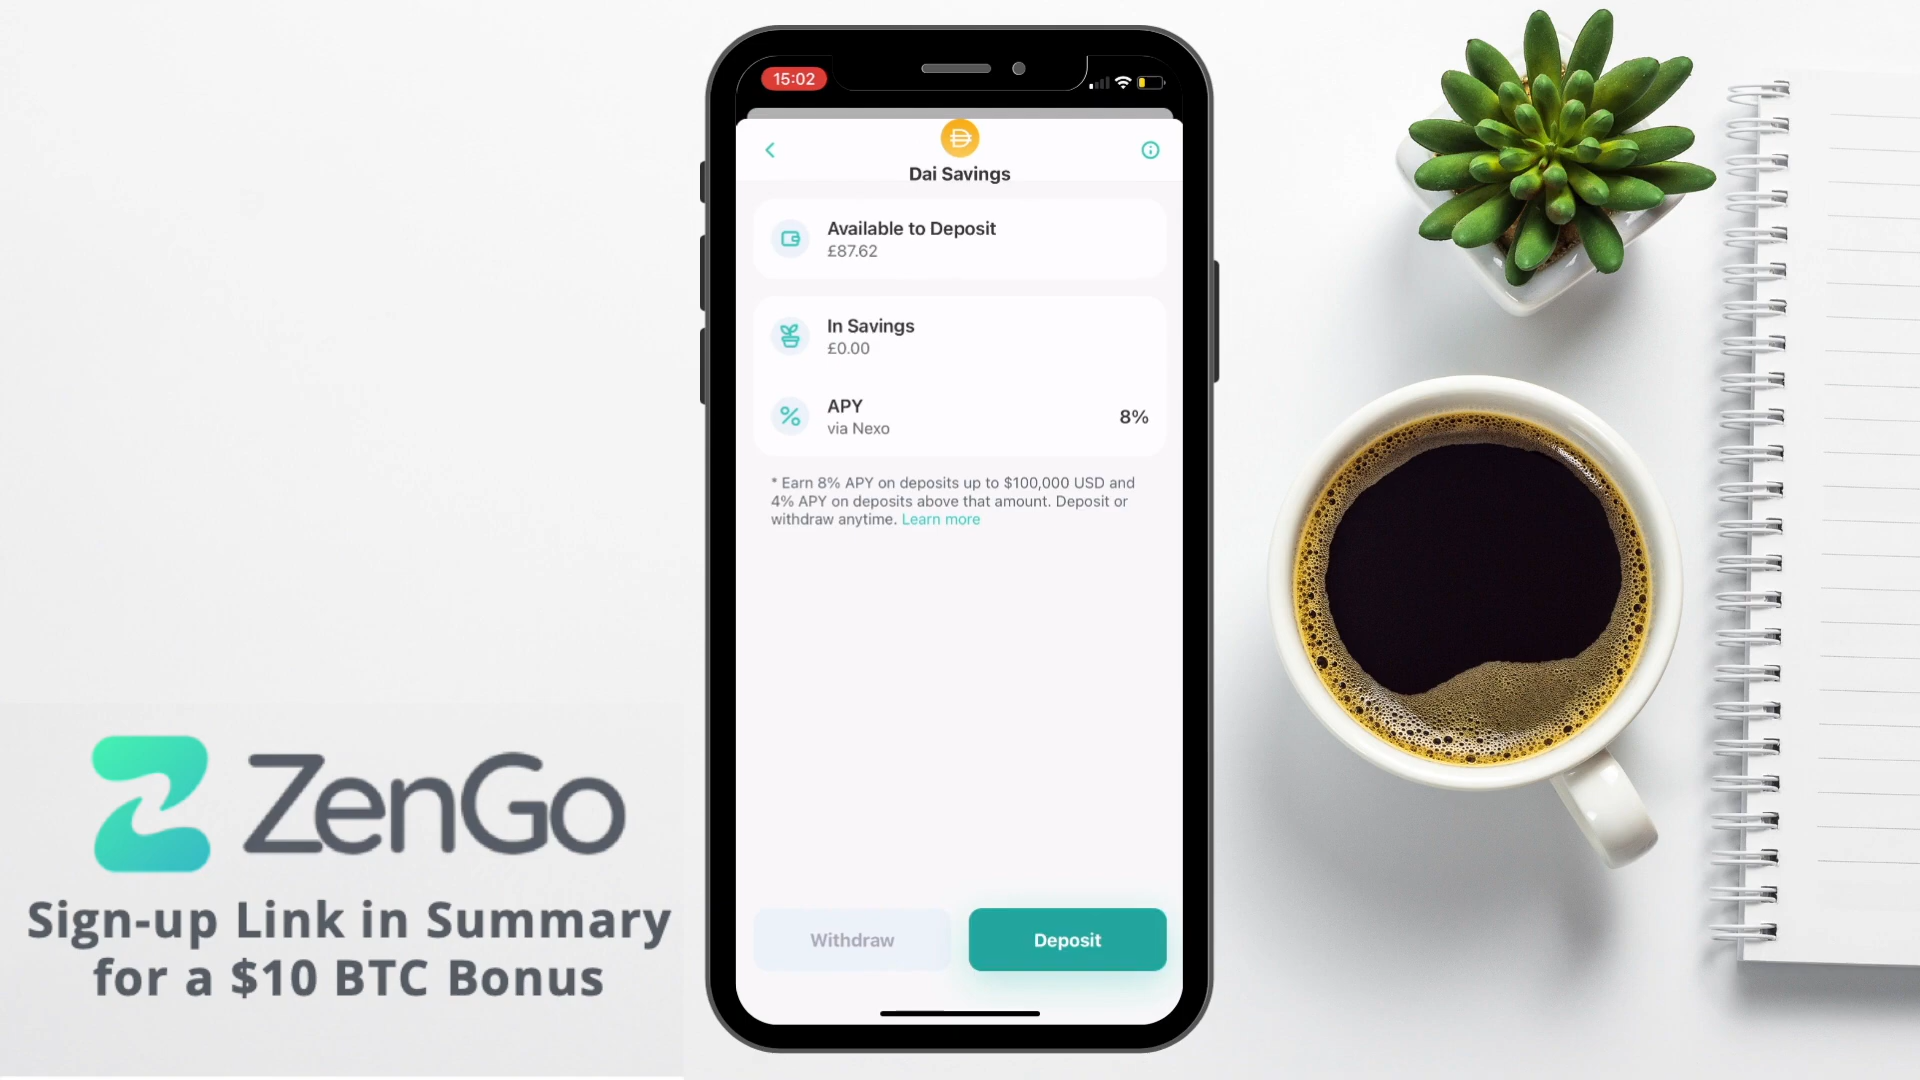 15:02
Dai Savings
Available to Deposit
£87.62
In Savings
£0.00
APY
via Nexo
8%
* Earn 8% APY on deposits up to $100,000 USD and
4% APY on deposits above that amount. Deposit or
withdraw anytime. Learn more
Withdraw
Deposit
ZenGo
Sign-up Link in Summary
for a $10 BTC Bonus